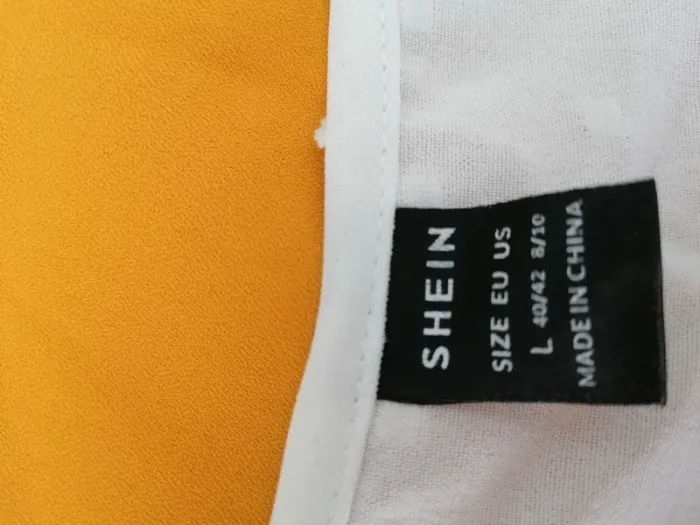 SHEIN
SIZE EU US
L 40/42 8/10
MADE IN CHINA